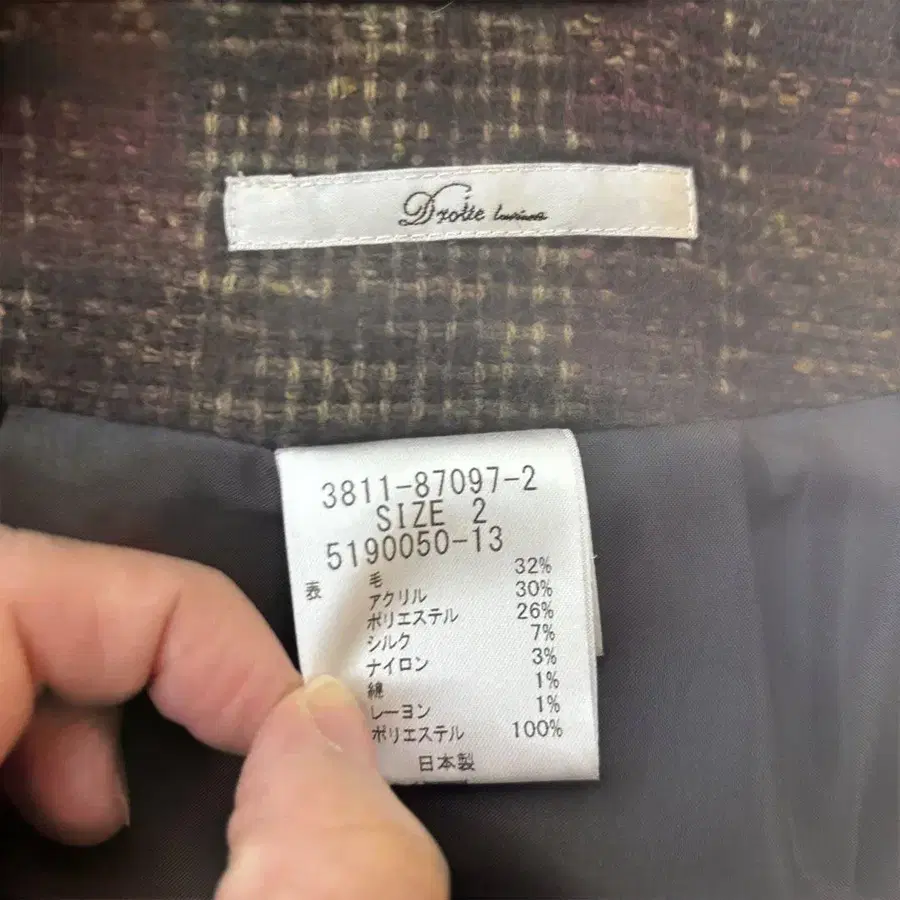 Droite lautréamont
3811-87097-2
SIZE 2
5190050-13
表 毛 32%
アクリル 30%
ポリエステル 26%
シルク 7%
ナイロン 3%
綿 1%
レーヨン 1%
ポリエステル 100%
日本製